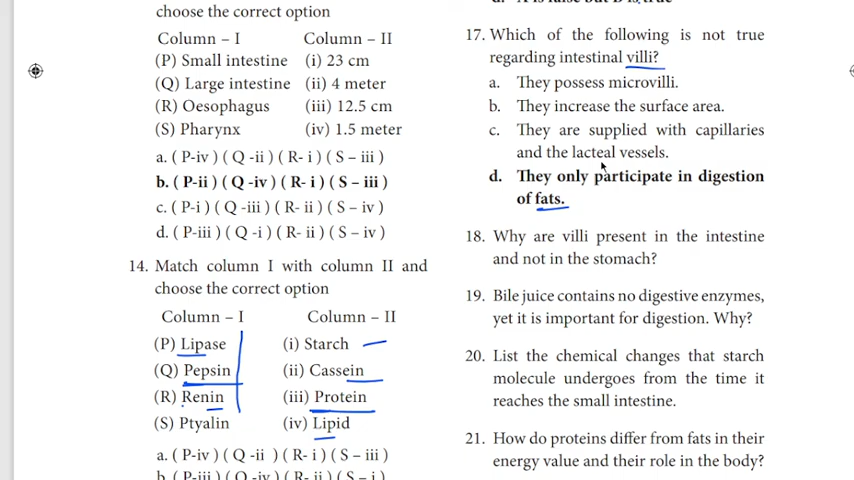 choose the correct option
Column – I Column – II
(P) Small intestine (i) 23 cm
(Q) Large intestine (ii) 4 meter
(R) Oesophagus (iii) 12.5 cm
(S) Pharynx (iv) 1.5 meter
a. ( P-iv ) ( Q -ii ) ( R- i ) ( S – iii )
b. ( P-ii ) ( Q -iv ) ( R- i ) ( S – iii )
c. ( P-i ) ( Q -iii ) ( R- ii ) ( S – iv )
d. ( P-iii ) ( Q -i ) ( R- ii ) ( S – iv )
14. Match column I with column II and
choose the correct option
Column – I Column – II
(P) Lipase (i) Starch
(Q) Pepsin (ii) Cassein
(R) Renin (iii) Protein
(S) Ptyalin (iv) Lipid
a. ( P-iv ) ( Q -ii ) ( R- i ) ( S – iii )
b. ( P-iii ) ( Q -iv ) ( R- ii ) ( S – i )
d. A is false but B is true
17. Which of the following is not true
regarding intestinal villi?
a. They possess microvilli.
b. They increase the surface area.
c. They are supplied with capillaries
and the lacteal vessels.
d. They only participate in digestion
of fats.
18. Why are villi present in the intestine
and not in the stomach?
19. Bile juice contains no digestive enzymes,
yet it is important for digestion. Why?
20. List the chemical changes that starch
molecule undergoes from the time it
reaches the small intestine.
21. How do proteins differ from fats in their
energy value and their role in the body?